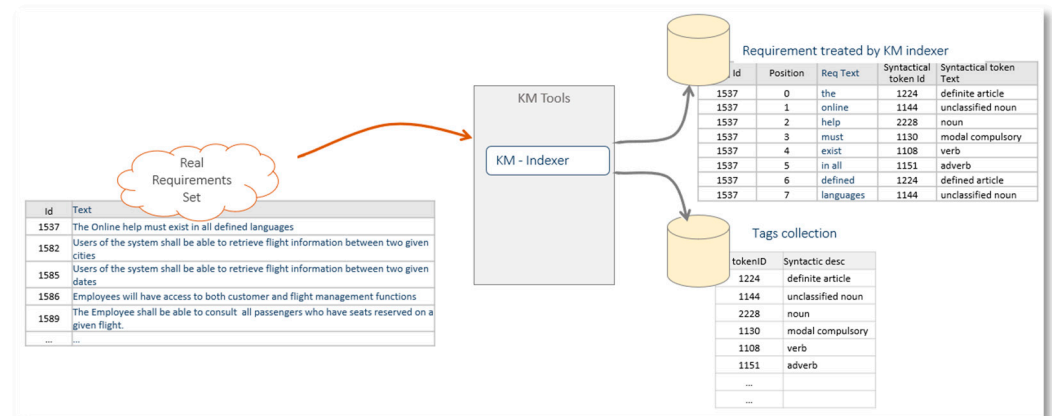 Real
Requirements
Set
Id Text
1537 The Online help must exist in all defined languages
1582 Users of the system shall be able to retrieve flight information between two given
cities
1585 Users of the system shall be able to retrieve flight information between two given
dates
1586 Employees will have access to both customer and flight management functions
1589 The Employee shall be able to consult all passengers who have seats reserved on a
given flight.
... ...
KM Tools
KM - Indexer
Requirement treated by KM indexer
Id Position Req Text Syntactical token Id Syntactical token Text
1537 0 the 1224 definite article
1537 1 online 1144 unclassified noun
1537 2 help 2228 noun
1537 3 must 1130 modal compulsory
1537 4 exist 1108 verb
1537 5 in all 1151 adverb
1537 6 defined 1224 defined article
1537 7 languages 1144 unclassified noun
Tags collection
tokenID Syntactic desc
1224 definite article
1144 unclassified noun
2228 noun
1130 modal compulsory
1108 verb
1151 adverb
...
...